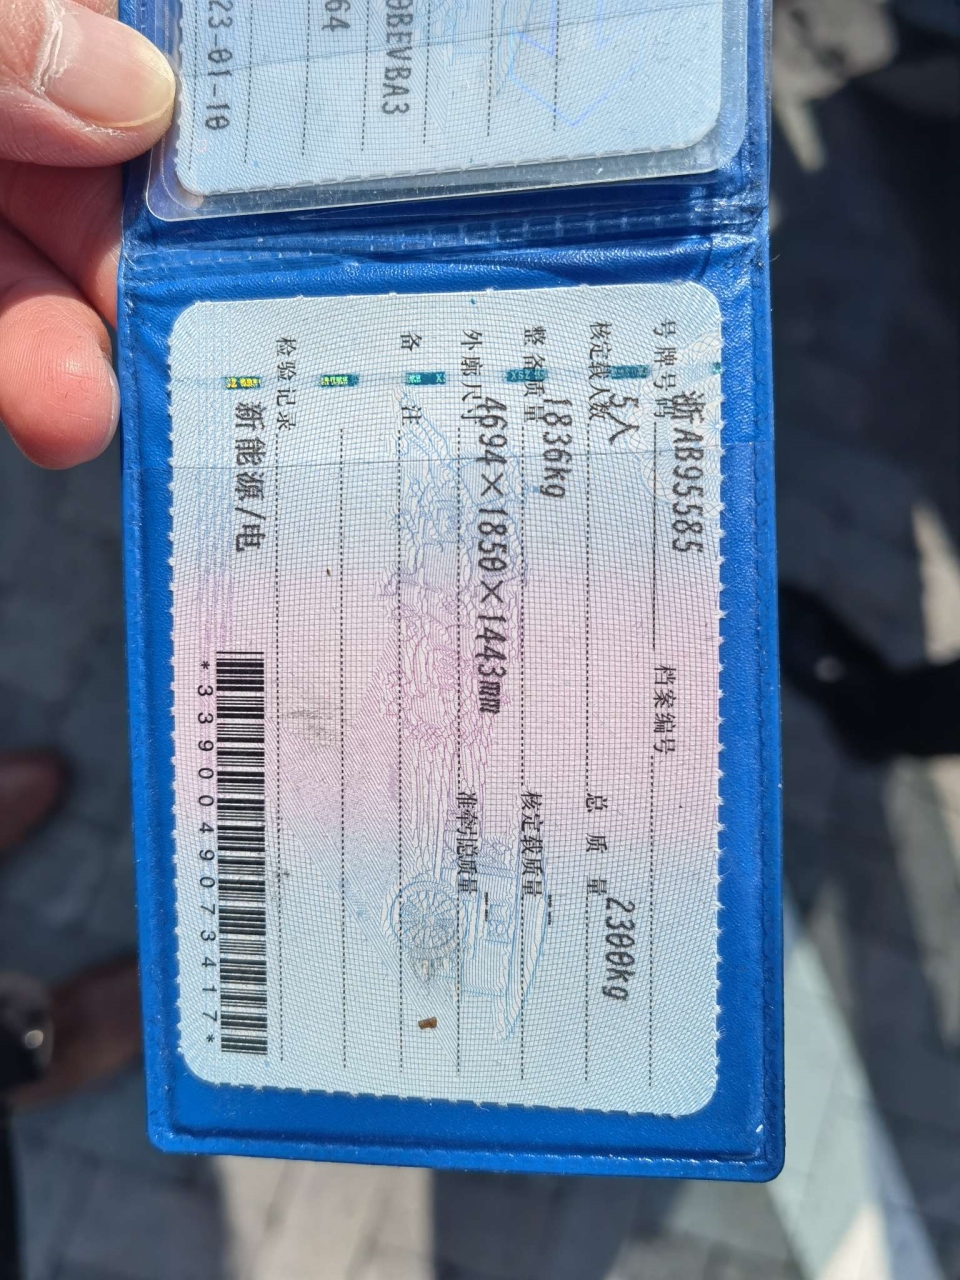 0BEVBA3
64
23-01-10
号牌号码 浙AB95585 档案编号
核定载人数 5人 总质量 2300kg
整备质量 1836kg 核定载质量 --
外廓尺寸 4694×1850×1443mm 准牵引总质量 --
备注
检验记录
新能源/电
*3390049073417*